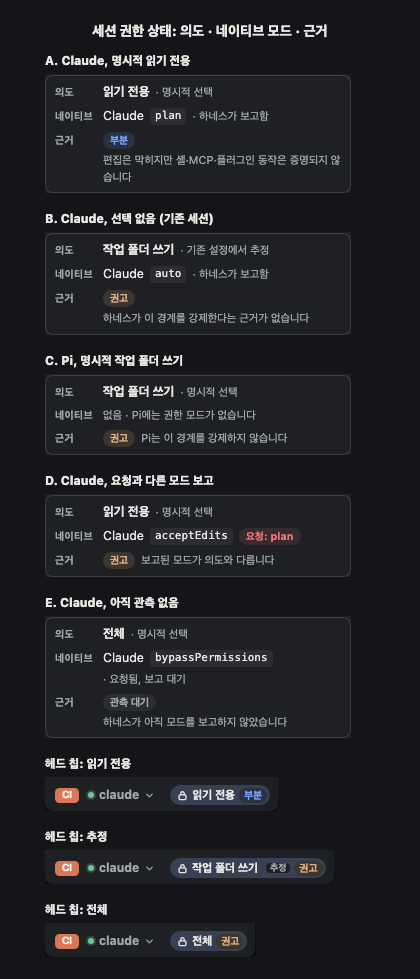 세션 권한 상태: 의도 · 네이티브 모드 · 근거
A. Claude, 명시적 읽기 전용
의도 읽기 전용 · 명시적 선택
네이티브 Claude plan · 하네스가 보고함
근거 부분
편집은 막히지만 셸·MCP·플러그인 동작은 증명되지 않
습니다
B. Claude, 선택 없음 (기존 세션)
의도 작업 폴더 쓰기 · 기존 설정에서 추정
네이티브 Claude auto · 하네스가 보고함
근거 권고
하네스가 이 경계를 강제한다는 근거가 없습니다
C. Pi, 명시적 작업 폴더 쓰기
의도 작업 폴더 쓰기 · 명시적 선택
네이티브 없음 · Pi에는 권한 모드가 없습니다
근거 권고 Pi는 이 경계를 강제하지 않습니다
D. Claude, 요청과 다른 모드 보고
의도 읽기 전용 · 명시적 선택
네이티브 Claude acceptEdits 요청: plan
근거 권고 보고된 모드가 의도와 다릅니다
E. Claude, 아직 관측 없음
의도 전체 · 명시적 선택
네이티브 Claude bypassPermissions
· 요청됨, 보고 대기
근거 관측 대기
하네스가 아직 모드를 보고하지 않았습니다
헤드 칩: 읽기 전용
Cl claude 읽기 전용 부분
헤드 칩: 추정
Cl claude 작업 폴더 쓰기 추정 권고
헤드 칩: 전체
Cl claude 전체 권고